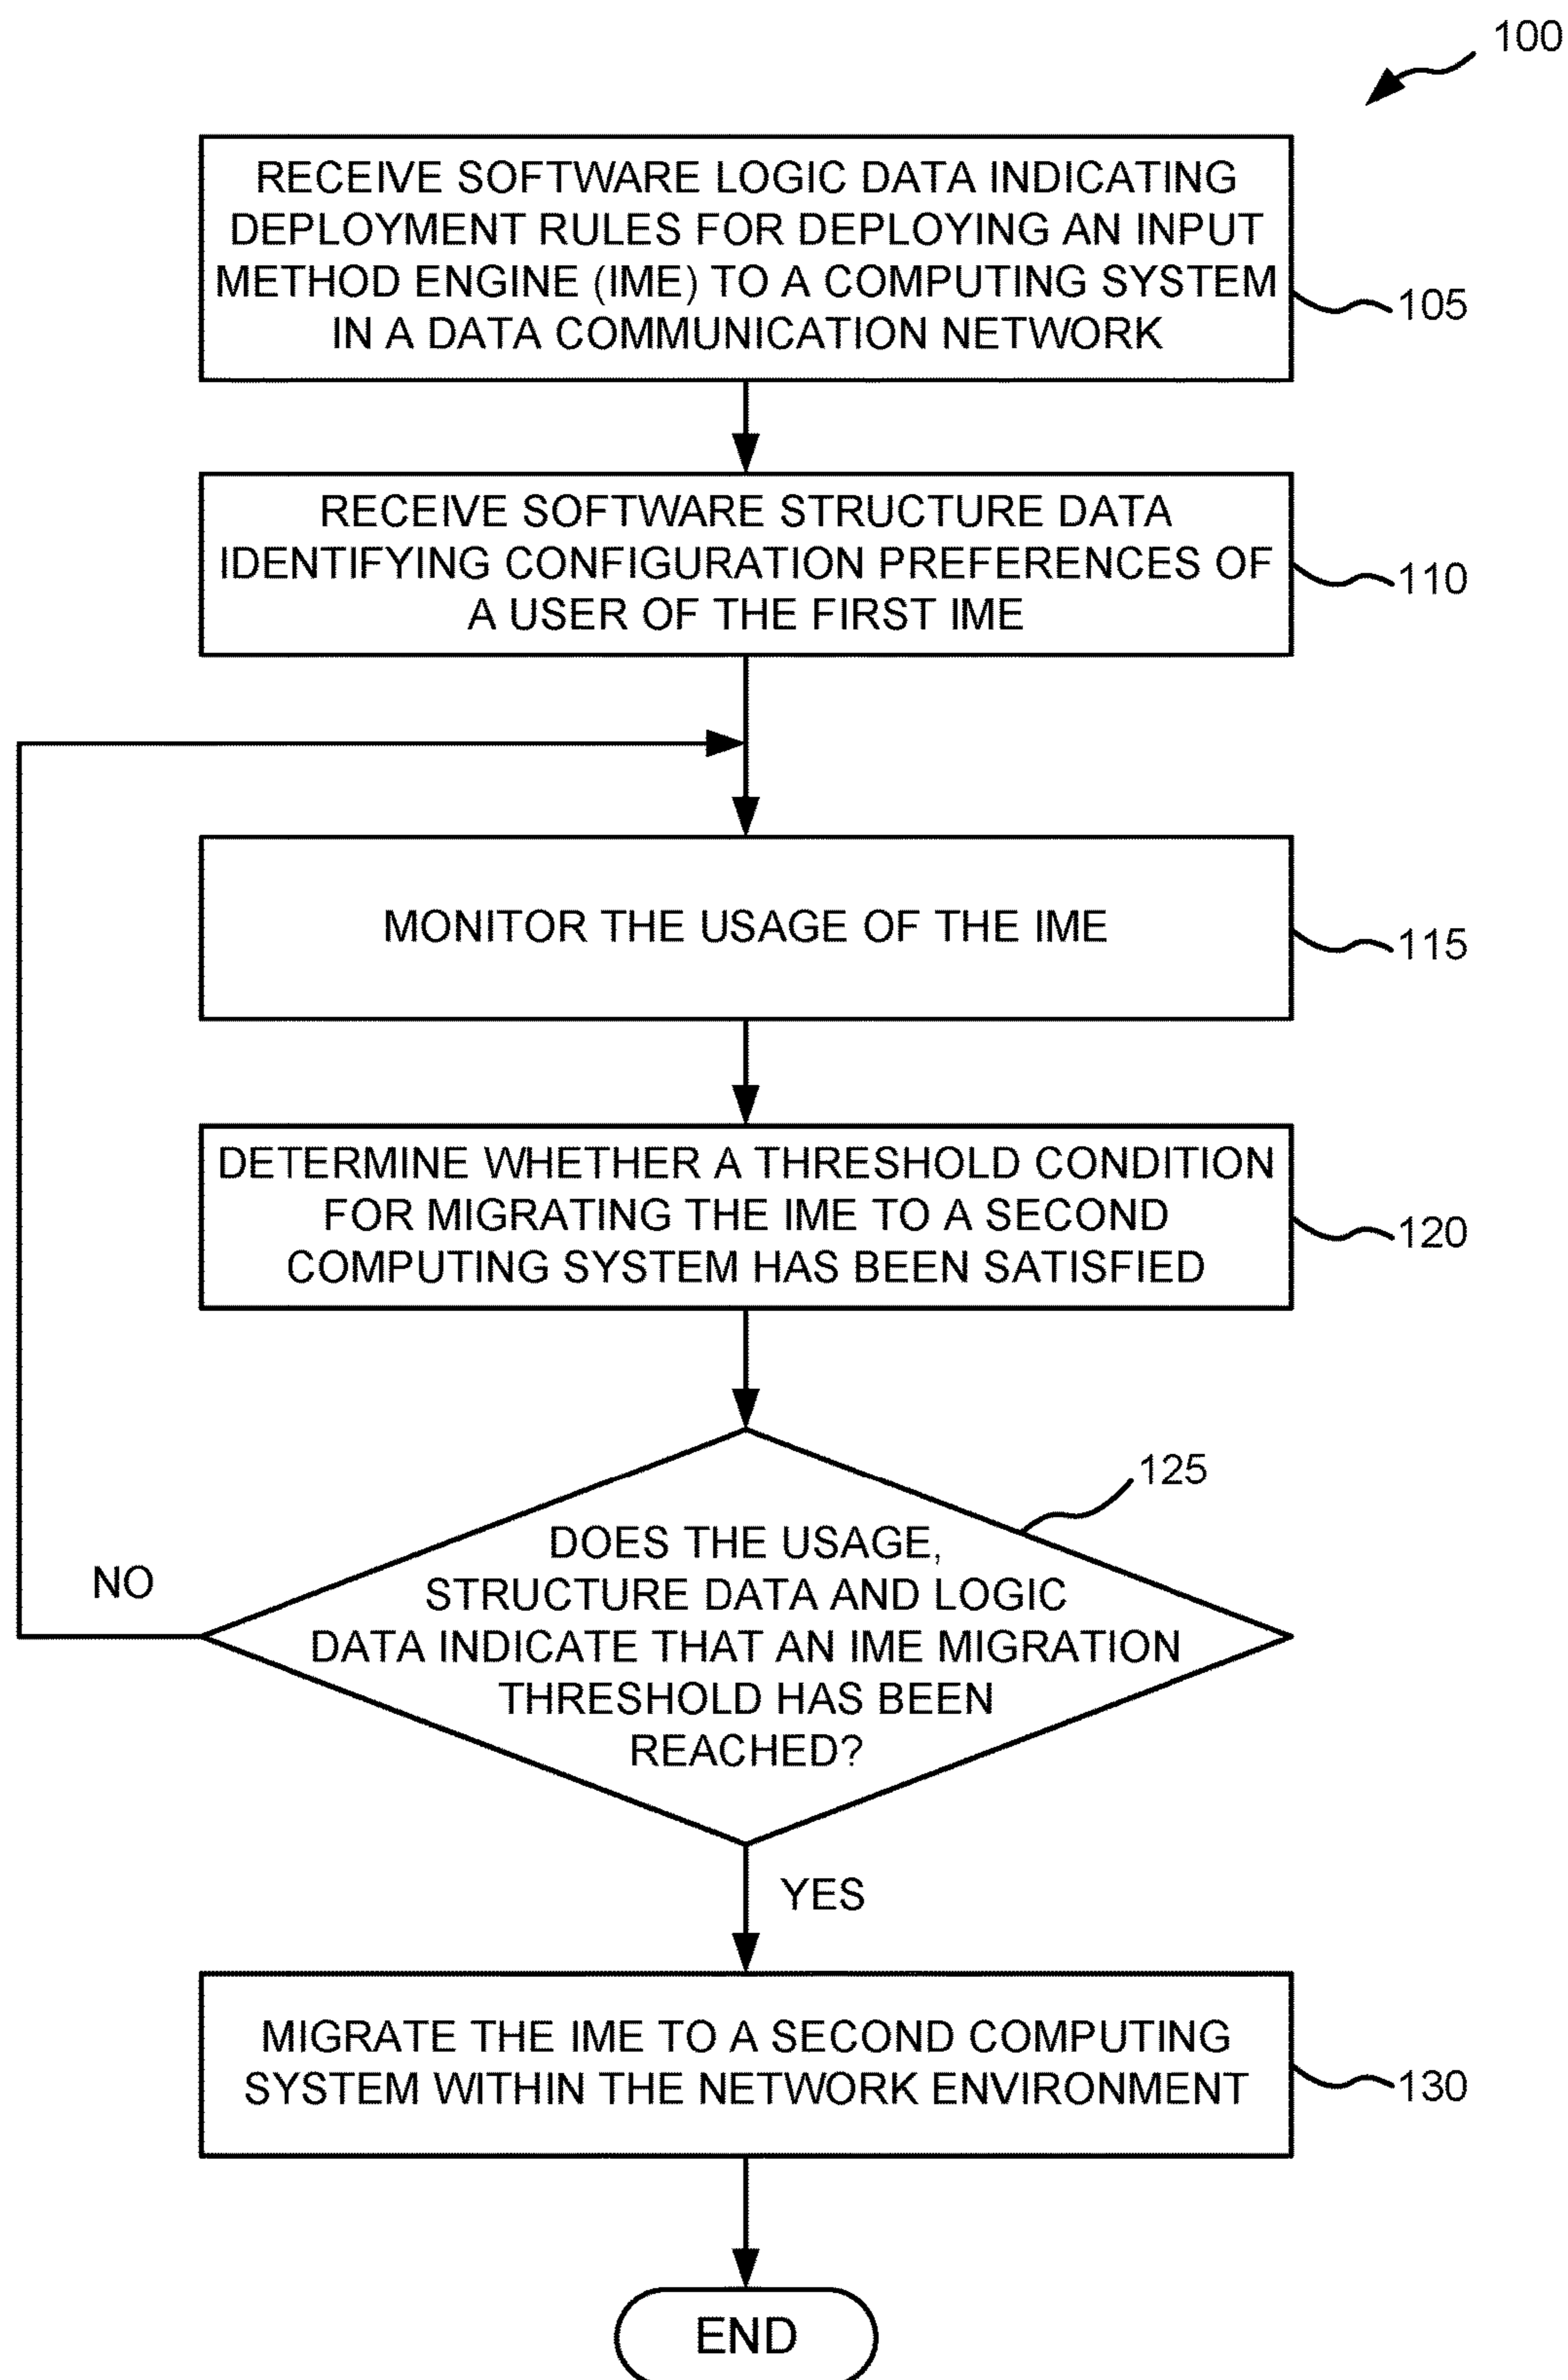 100
RECEIVE SOFTWARE LOGIC DATA INDICATING
DEPLOYMENT RULES FOR DEPLOYING AN INPUT
METHOD ENGINE (IME) TO A COMPUTING SYSTEM
IN A DATA COMMUNICATION NETWORK
105
RECEIVE SOFTWARE STRUCTURE DATA
IDENTIFYING CONFIGURATION PREFERENCES OF
A USER OF THE FIRST IME
110
MONITOR THE USAGE OF THE IME
115
DETERMINE WHETHER A THRESHOLD CONDITION
FOR MIGRATING THE IME TO A SECOND
COMPUTING SYSTEM HAS BEEN SATISFIED
120
125
DOES THE USAGE,
STRUCTURE DATA AND LOGIC
DATA INDICATE THAT AN IME MIGRATION
THRESHOLD HAS BEEN
REACHED?
NO
YES
MIGRATE THE IME TO A SECOND COMPUTING
SYSTEM WITHIN THE NETWORK ENVIRONMENT
130
END